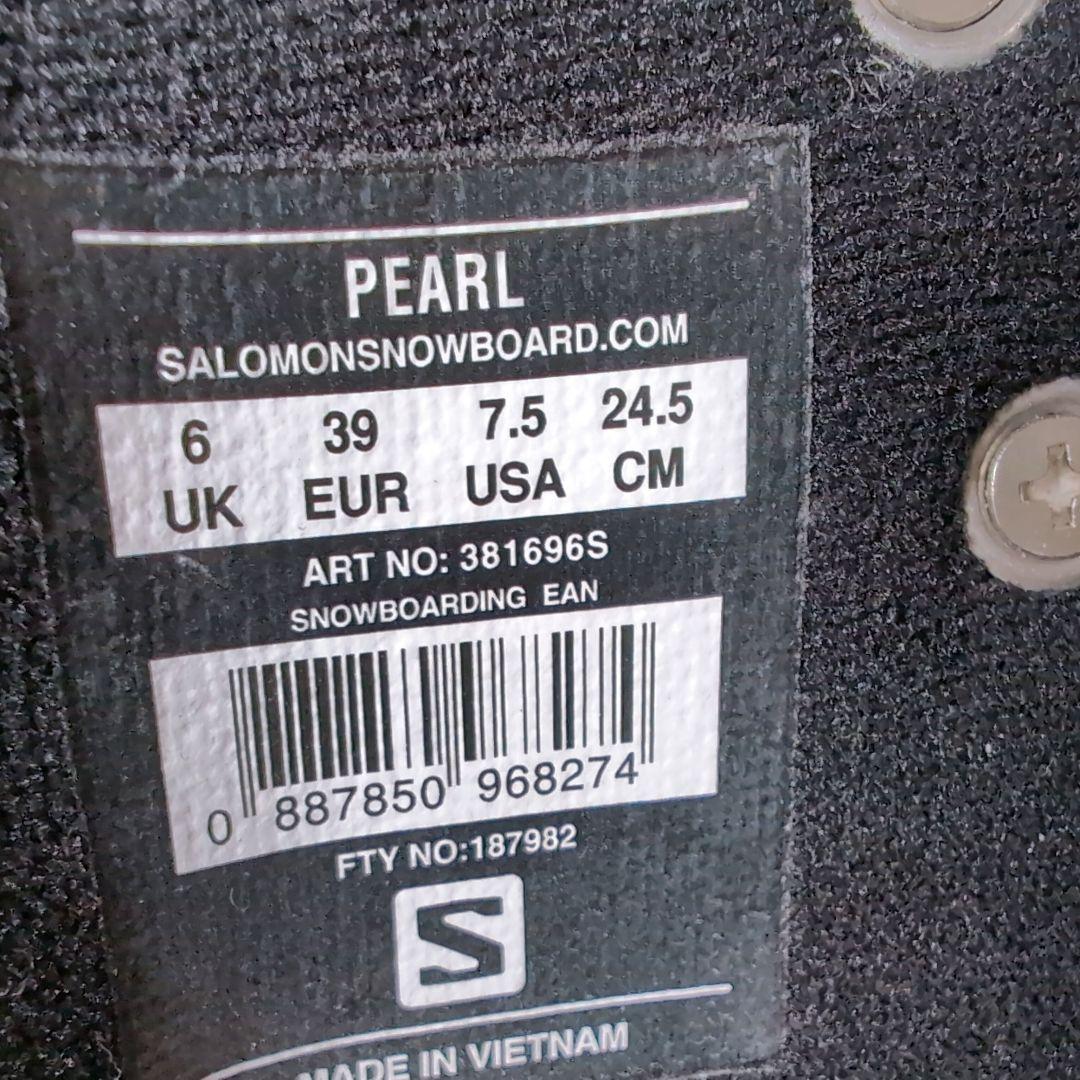 PEARL
SALOMONSNOWBOARD.COM
6 39 7.5 24.5
UK EUR USA CM
ART NO: 381696S
SNOWBOARDING EAN
0 887850 968274
FTY NO:187982
S
MADE IN VIETNAM